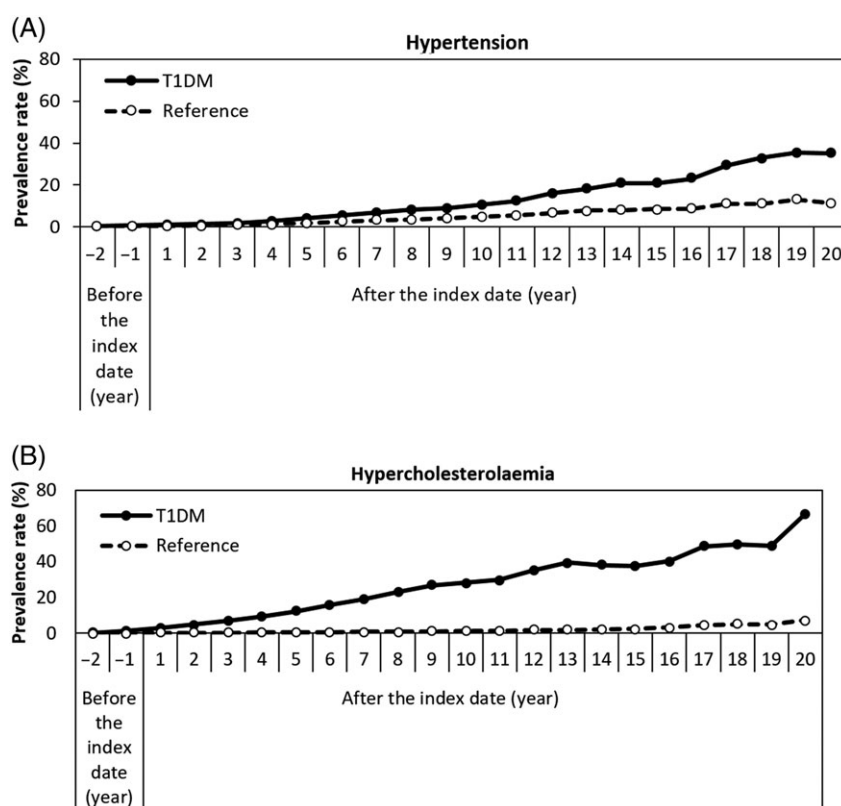 (A)
Hypertension
Prevalence rate (%)
80
60
40
20
0
T1DM
Reference
−2 −1 1 2 3 4 5 6 7 8 9 10 11 12 13 14 15 16 17 18 19 20
Before
the
index
date
(year)
After the index date (year)
(B)
Hypercholesterolaemia
Prevalence rate (%)
80
60
40
20
0
T1DM
Reference
−2 −1 1 2 3 4 5 6 7 8 9 10 11 12 13 14 15 16 17 18 19 20
Before
the
index
date
(year)
After the index date (year)